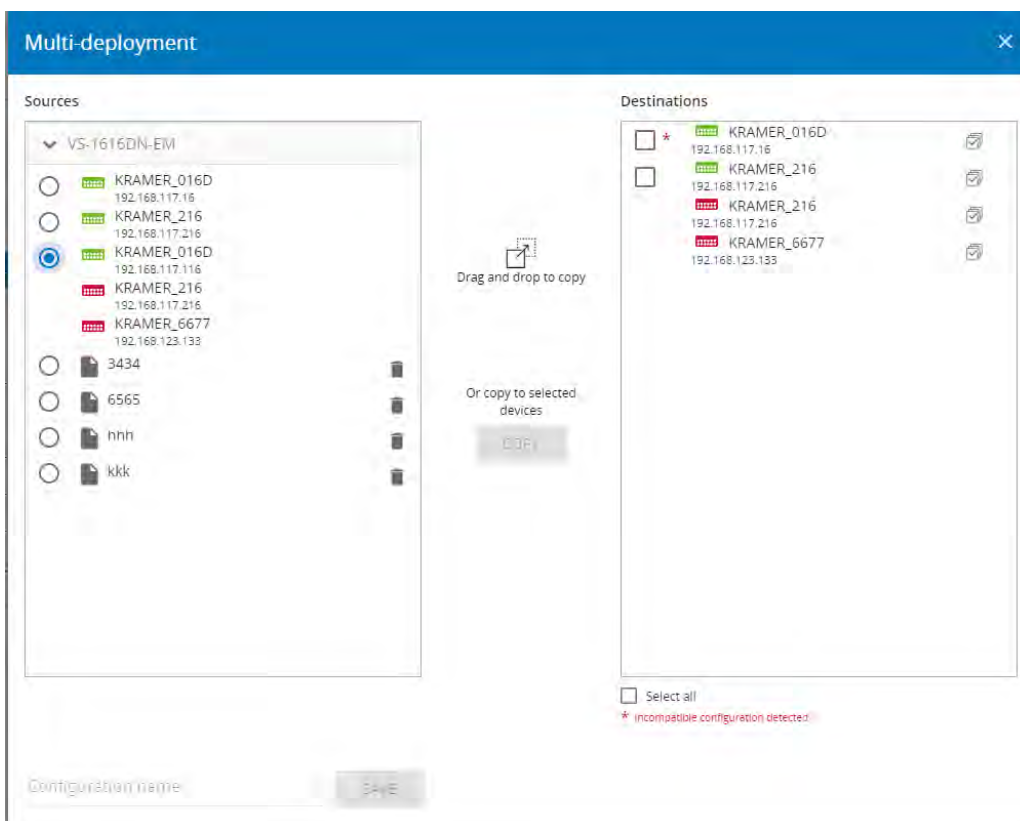 Multi-deployment
Sources
Destinations
VS-1616DN-EM
KRAMER_016D
192.168.117.16
KRAMER_216
192.168.117.216
KRAMER_016D
192.168.117.116
KRAMER_216
192.168.117.216
KRAMER_6677
192.168.123.133
3434
6565
nnn
kkk
Drag and drop to copy
Or copy to selected
devices
COPY
* KRAMER_016D
192.168.117.16
KRAMER_216
192.168.117.216
KRAMER_216
192.168.117.216
KRAMER_6677
192.168.123.133
Select all
* Incompatible configuration detected
Configuration name
SAVE